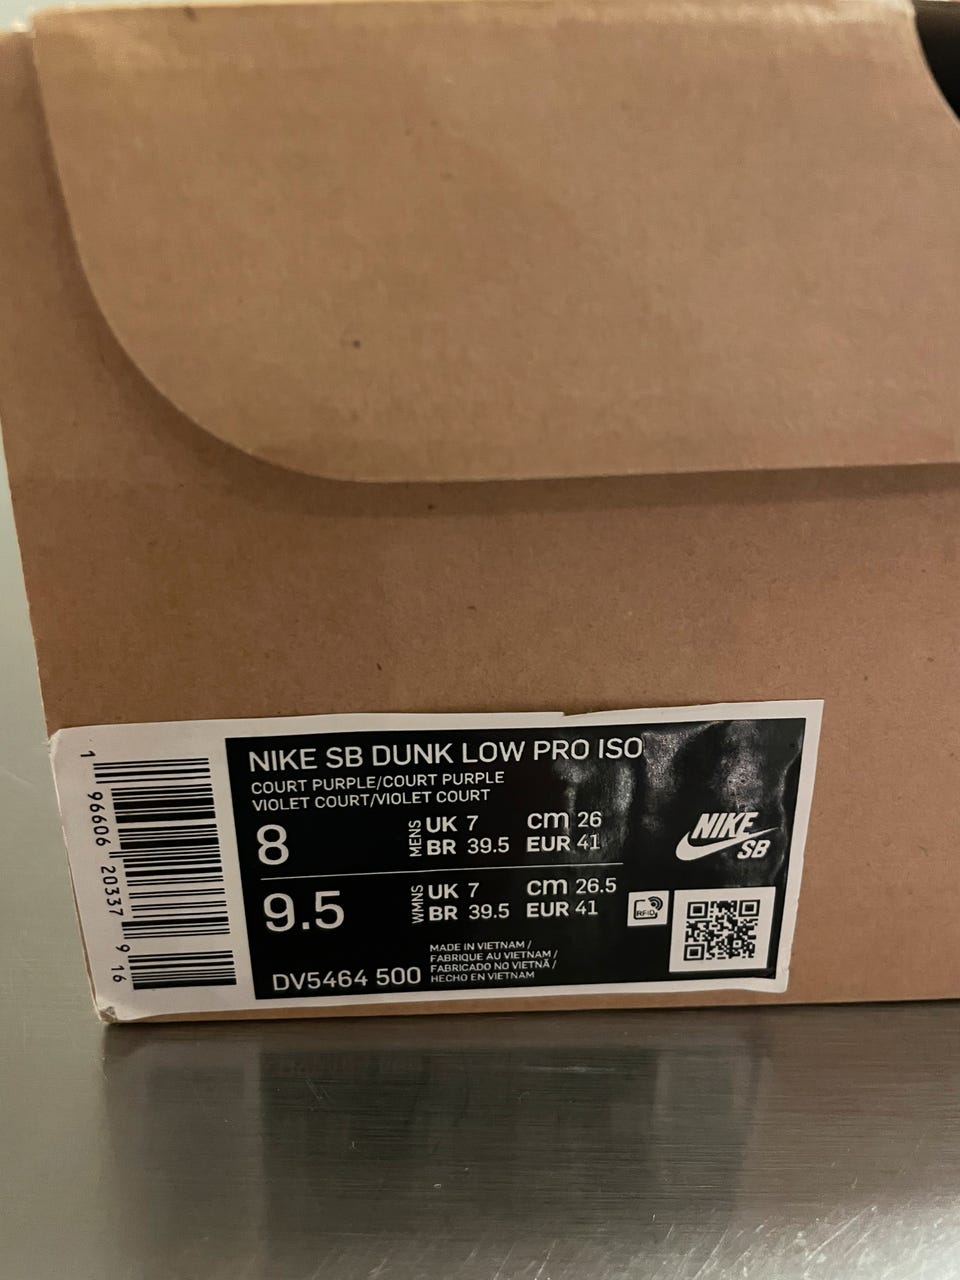 NIKE SB DUNK LOW PRO ISO
COURT PURPLE/COURT PURPLE
VIOLET COURT/VIOLET COURT
8
MENS
UK 7 cm 26
BR 39.5 EUR 41
9.5
WMNS
UK 7 cm 26.5
BR 39.5 EUR 41
DV5464 500
MADE IN VIETNAM /
FABRIQUE AU VIETNAM /
FABRICADO NO VIETNÃ /
HECHO EN VIETNAM
RFID
NIKE
SB
1 96606 20337 9 16